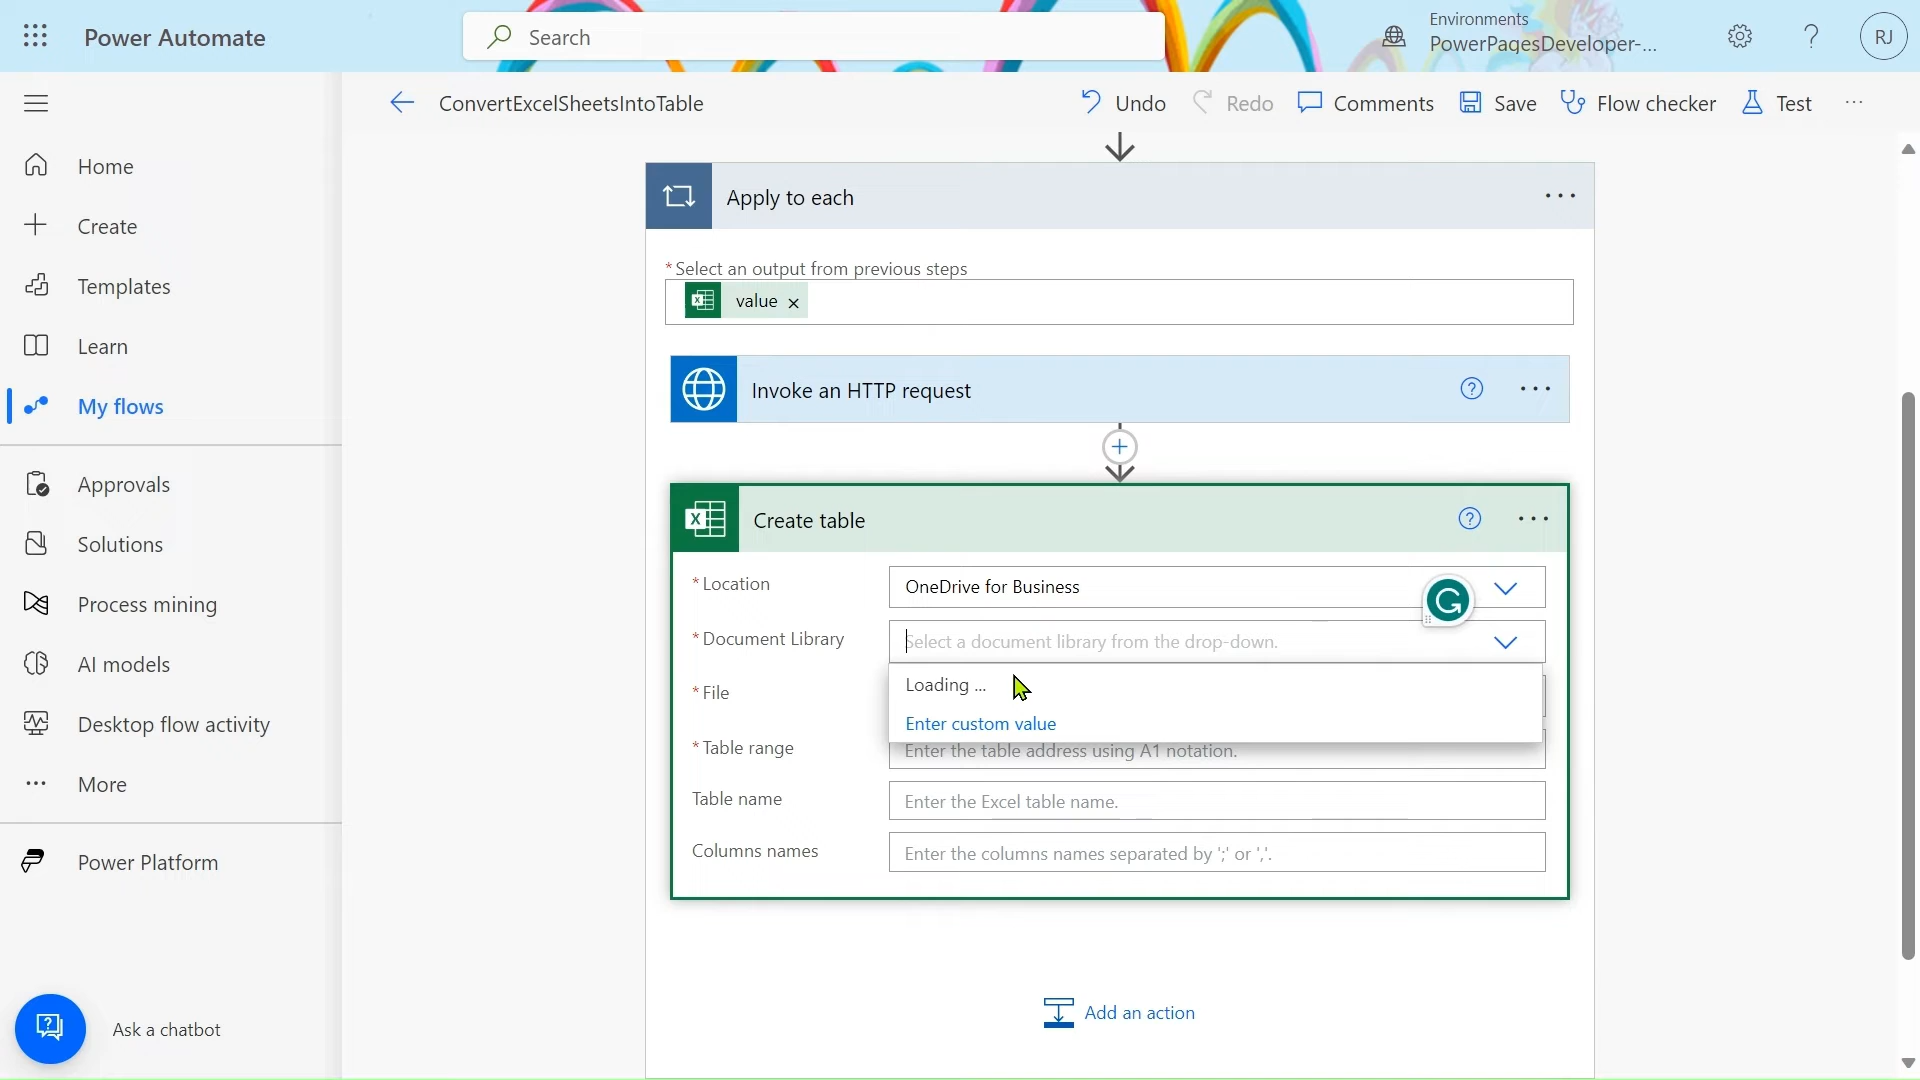 Power Automate
Search
Environments
PowerPagesDeveloper-...
RJ
ConvertExcelSheetsIntoTable
Undo
Redo
Comments
Save
Flow checker
Test
Home
Create
Templates
Learn
My flows
Approvals
Solutions
Process mining
AI models
Desktop flow activity
More
Power Platform
Ask a chatbot
Apply to each
* Select an output from previous steps
value
Invoke an HTTP request
Create table
* Location
OneDrive for Business
* Document Library
Select a document library from the drop-down.
Loading ...
* File
Enter custom value
* Table range
Enter the table address using A1 notation.
Table name
Enter the Excel table name.
Columns names
Enter the columns names separated by ';' or ','.
Add an action